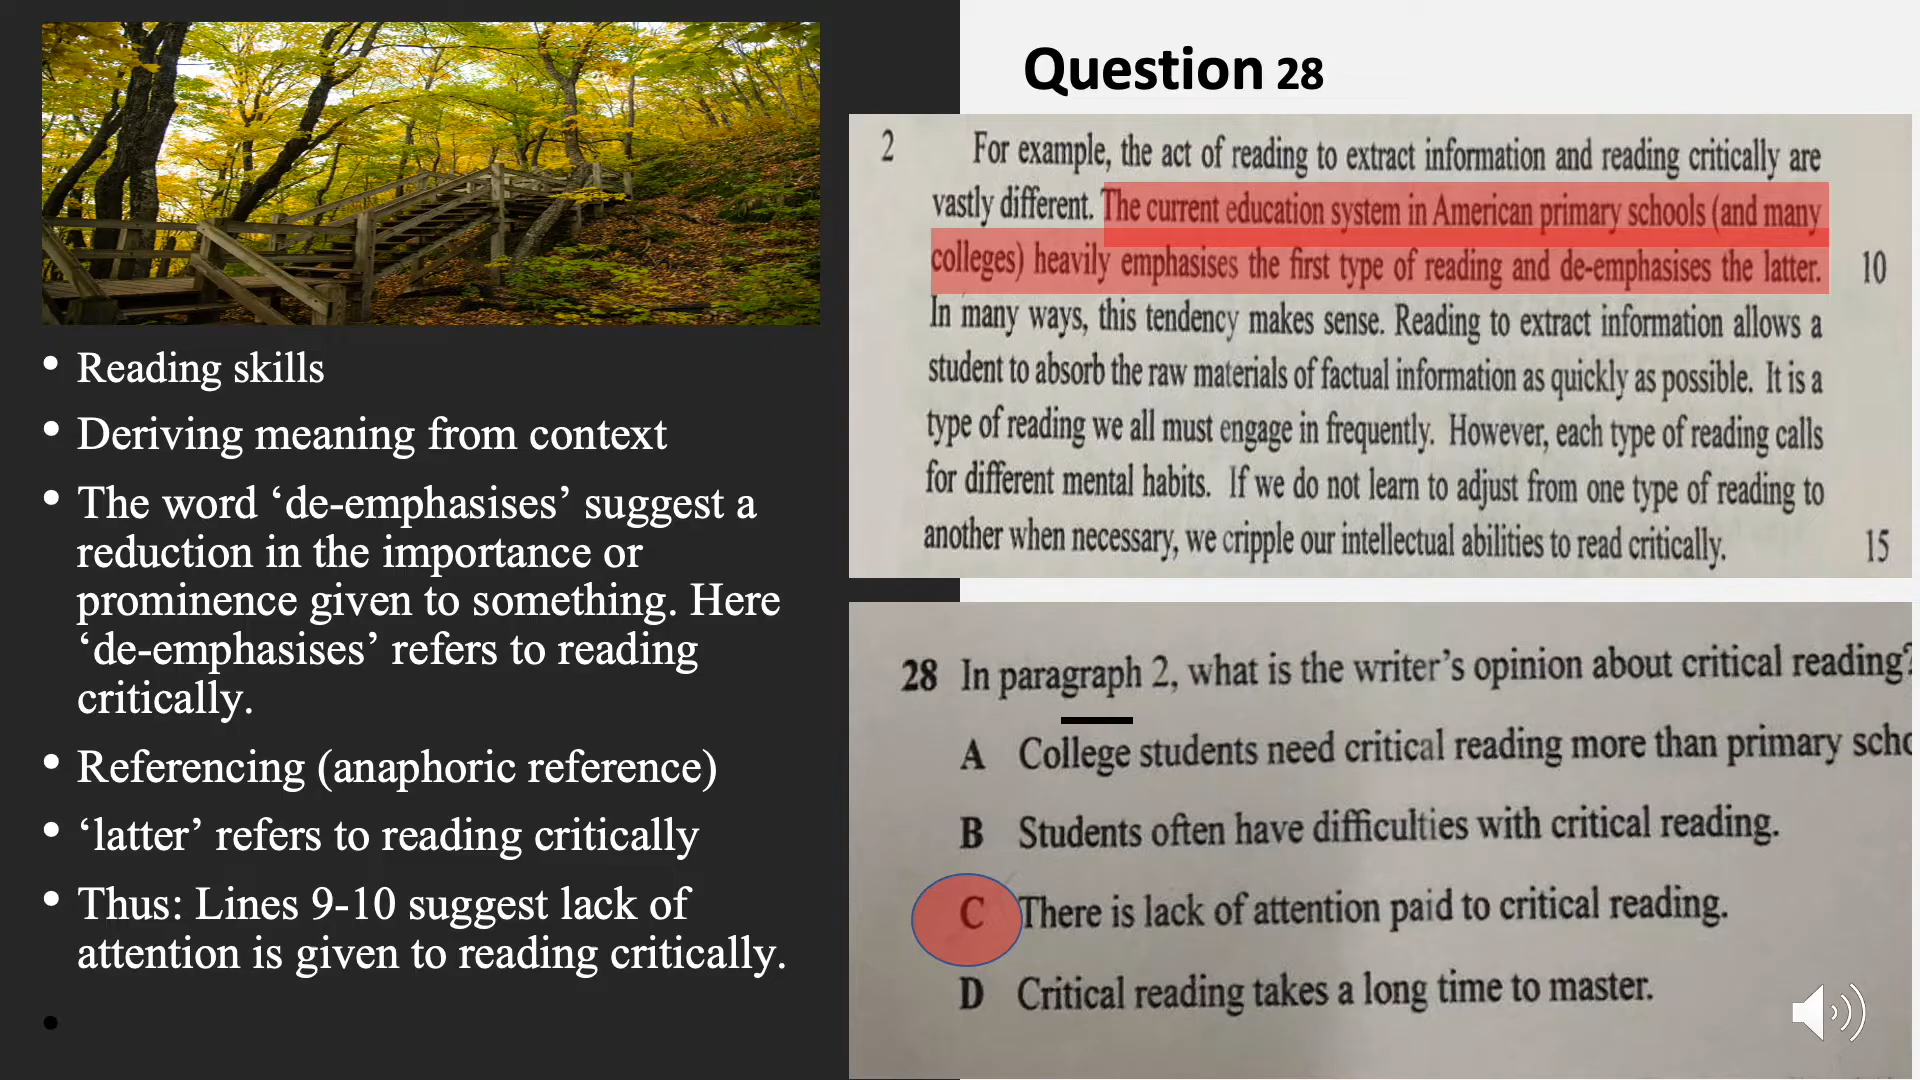 Question 28
2 For example, the act of reading to extract information and reading critically are
vastly different. The current education system in American primary schools (and many
colleges) heavily emphasises the first type of reading and de-emphasises the latter. 10
In many ways, this tendency makes sense. Reading to extract information allows a
student to absorb the raw materials of factual information as quickly as possible. It is a
type of reading we all must engage in frequently. However, each type of reading calls
for different mental habits. If we do not learn to adjust from one type of reading to
another when necessary, we cripple our intellectual abilities to read critically. 15
• Reading skills
• Deriving meaning from context
• The word ‘de-emphasises’ suggest a
reduction in the importance or
prominence given to something. Here
‘de-emphasises’ refers to reading
critically.
• Referencing (anaphoric reference)
• ‘latter’ refers to reading critically
• Thus: Lines 9-10 suggest lack of
attention is given to reading critically.
28 In paragraph 2, what is the writer’s opinion about critical reading?
A College students need critical reading more than primary
B Students often have difficulties with critical reading.
C There is lack of attention paid to critical reading.
D Critical reading takes a long time to master.